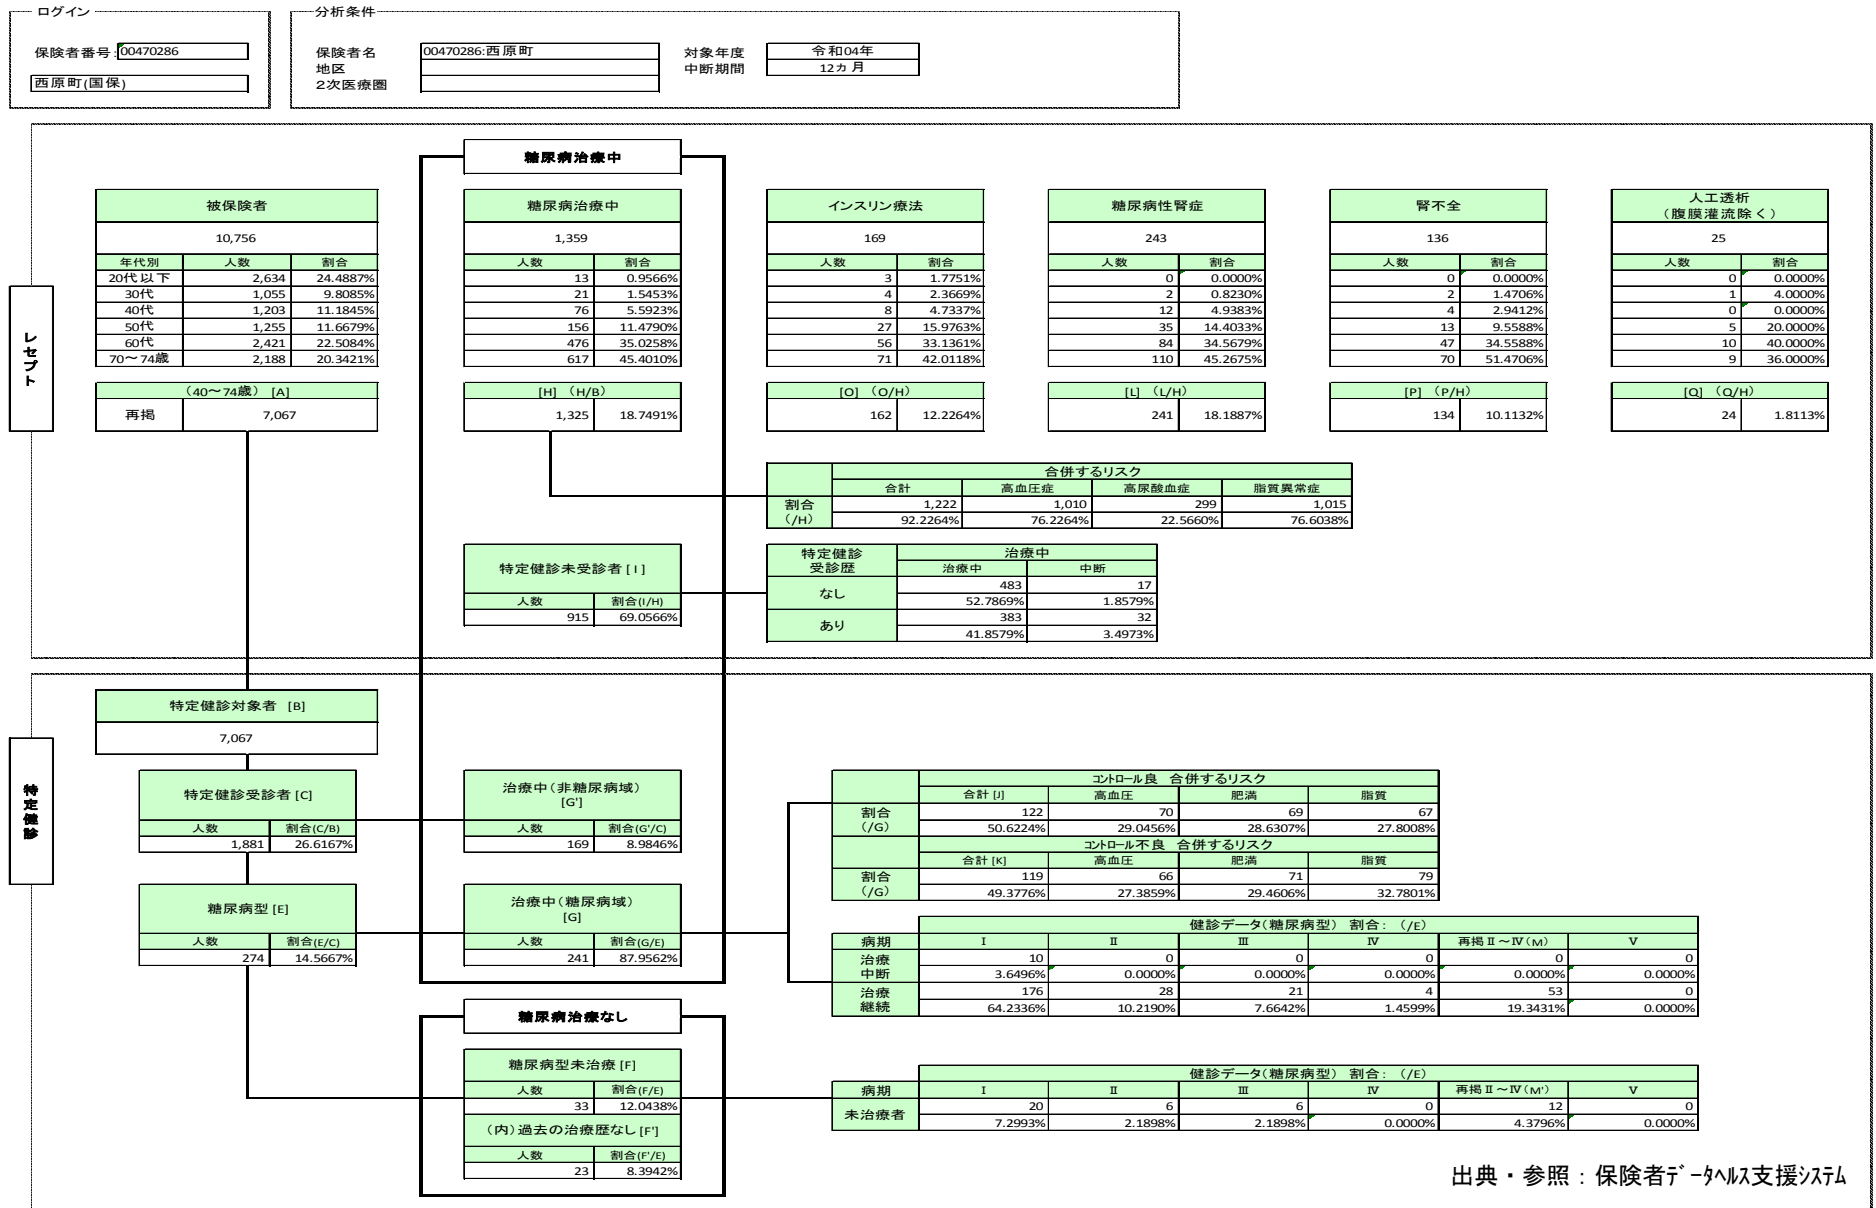 ログイン
保険者番号: 00470286
西原町(国保)
分析条件
保険者名 00470286:西原町 対象年度 令和04年
地区 中断期間 12カ月
2次医療圏
レセプト
糖尿病治療中
被保険者
10,756
年代別 人数 割合
20代以下 2,634 24.4887%
30代 1,055 9.8085%
40代 1,203 11.1845%
50代 1,255 11.6679%
60代 2,421 22.5084%
70～74歳 2,188 20.3421%
(40～74歳) [A]
再掲 7,067
糖尿病治療中
1,359
人数 割合
13 0.9566%
21 1.5453%
76 5.5923%
156 11.4790%
476 35.0258%
617 45.4010%
[H] (H/B)
1,325 18.7491%
インスリン療法
169
人数 割合
3 1.7751%
4 2.3669%
8 4.7337%
27 15.9763%
56 33.1361%
71 42.0118%
[O] (O/H)
162 12.2264%
糖尿病性腎症
243
人数 割合
0 0.0000%
2 0.8230%
12 4.9383%
35 14.4033%
84 34.5679%
110 45.2675%
[L] (L/H)
241 18.1887%
腎不全
136
人数 割合
0 0.0000%
2 1.4706%
4 2.9412%
13 9.5588%
47 34.5588%
70 51.4706%
[P] (P/H)
134 10.1132%
人工透析
(腹膜灌流除く)
25
人数 割合
0 0.0000%
1 4.0000%
0 0.0000%
5 20.0000%
10 40.0000%
9 36.0000%
[Q] (Q/H)
24 1.8113%
合併するリスク
合計 高血圧症 高尿酸血症 脂質異常症
割合
(/H)
1,222 1,010 299 1,015
92.2264% 76.2264% 22.5660% 76.6038%
特定健診未受診者 [I]
人数 割合(I/H)
915 69.0566%
特定健診
受診歴
治療中
治療中 中断
なし
483 17
52.7869% 1.8579%
あり
383 32
41.8579% 3.4973%
特定健診
特定健診対象者 [B]
7,067
特定健診受診者 [C]
人数 割合(C/B)
1,881 26.6167%
治療中(非糖尿病域)
[G']
人数 割合(G'/C)
169 8.9846%
コントロール良 合併するリスク
合計 [J] 高血圧 肥満 脂質
割合
(/G)
122 70 69 67
50.6224% 29.0456% 28.6307% 27.8008%
コントロール不良 合併するリスク
合計 [K] 高血圧 肥満 脂質
割合
(/G)
119 66 71 79
49.3776% 27.3859% 29.4606% 32.7801%
糖尿病型 [E]
人数 割合(E/C)
274 14.5667%
治療中(糖尿病域)
[G]
人数 割合(G/E)
241 87.9562%
健診データ(糖尿病型) 割合: (/E)
病期 Ⅰ Ⅱ Ⅲ Ⅳ 再掲Ⅱ～Ⅳ(M) Ⅴ
治療
中断
10 0 0 0 0 0
3.6496% 0.0000% 0.0000% 0.0000% 0.0000% 0.0000%
治療
継続
176 28 21 4 53 0
64.2336% 10.2190% 7.6642% 1.4599% 19.3431% 0.0000%
糖尿病治療なし
糖尿病型未治療 [F]
人数 割合(F/E)
33 12.0438%
(内)過去の治療歴なし [F']
人数 割合(F'/E)
23 8.3942%
健診データ(糖尿病型) 割合: (/E)
病期 Ⅰ Ⅱ Ⅲ Ⅳ 再掲Ⅱ～Ⅳ(M') Ⅴ
未治療者
20 6 6 0 12 0
7.2993% 2.1898% 2.1898% 0.0000% 4.3796% 0.0000%
出典・参照：保険者ﾃﾞｰﾀﾍﾙｽ支援ｼｽﾃﾑ